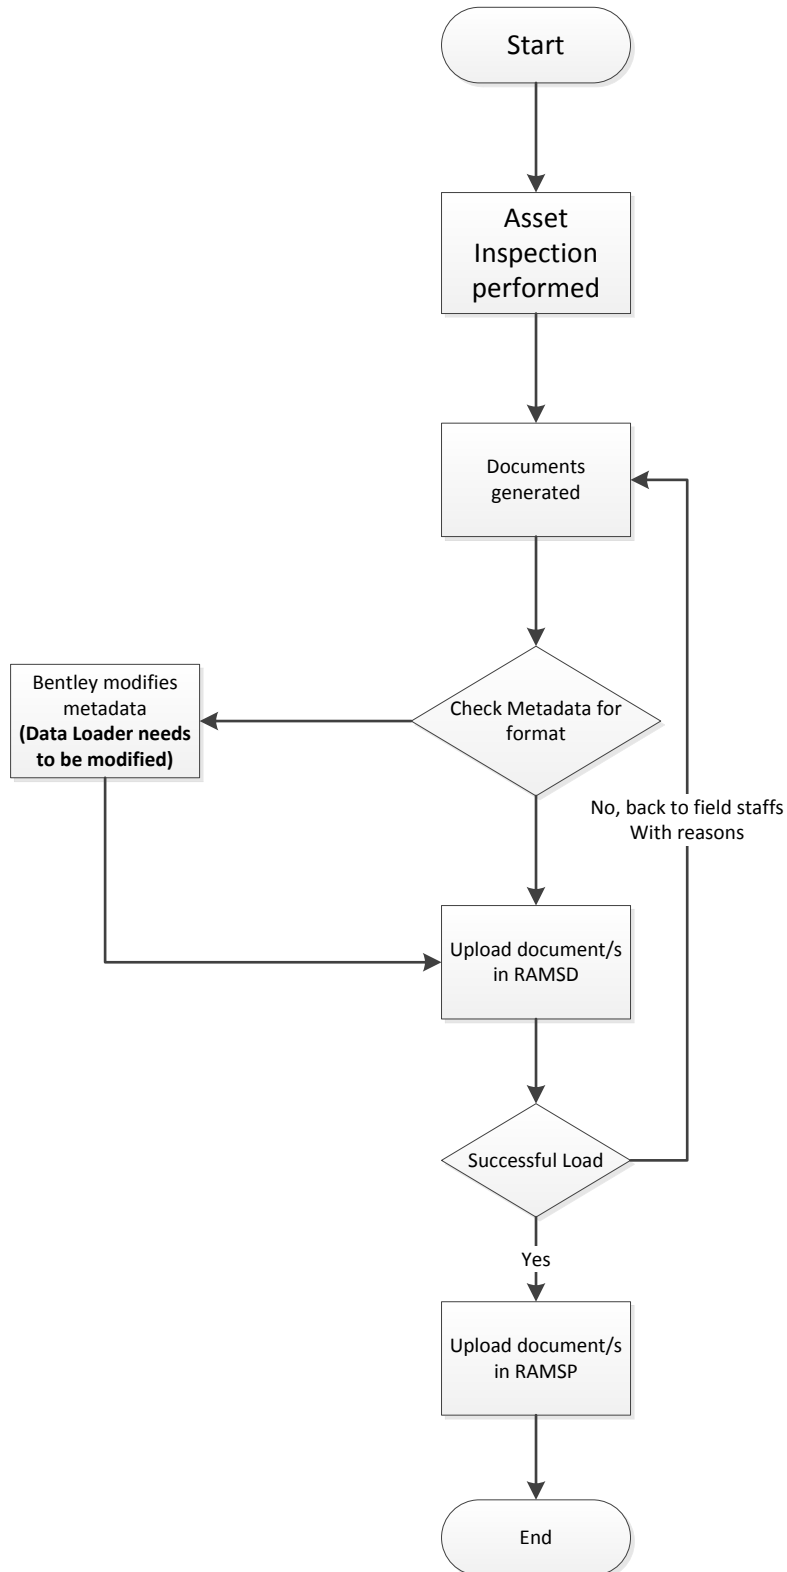 Start
Asset
Inspection
performed
Documents
generated
Bentley modifies
metadata
(Data Loader needs
to be modified)
Check Metadata for
format
No, back to field staffs
With reasons
Upload document/s
in RAMSD
Successful Load
Yes
Upload document/s
in RAMSP
End